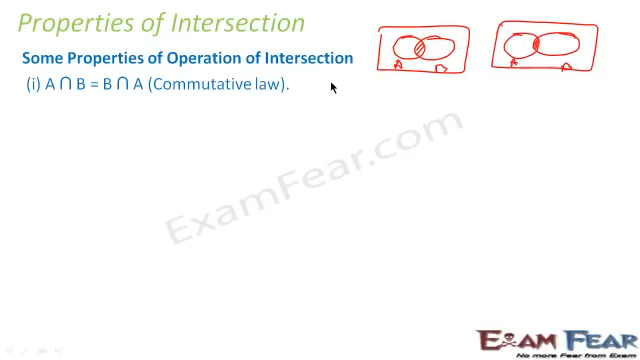 Properties of Intersection
Some Properties of Operation of Intersection
(i) A ∩ B = B ∩ A (Commutative law).
A B
A B
ExamFear.com
EXAM FEAR
No more Fear from Exam